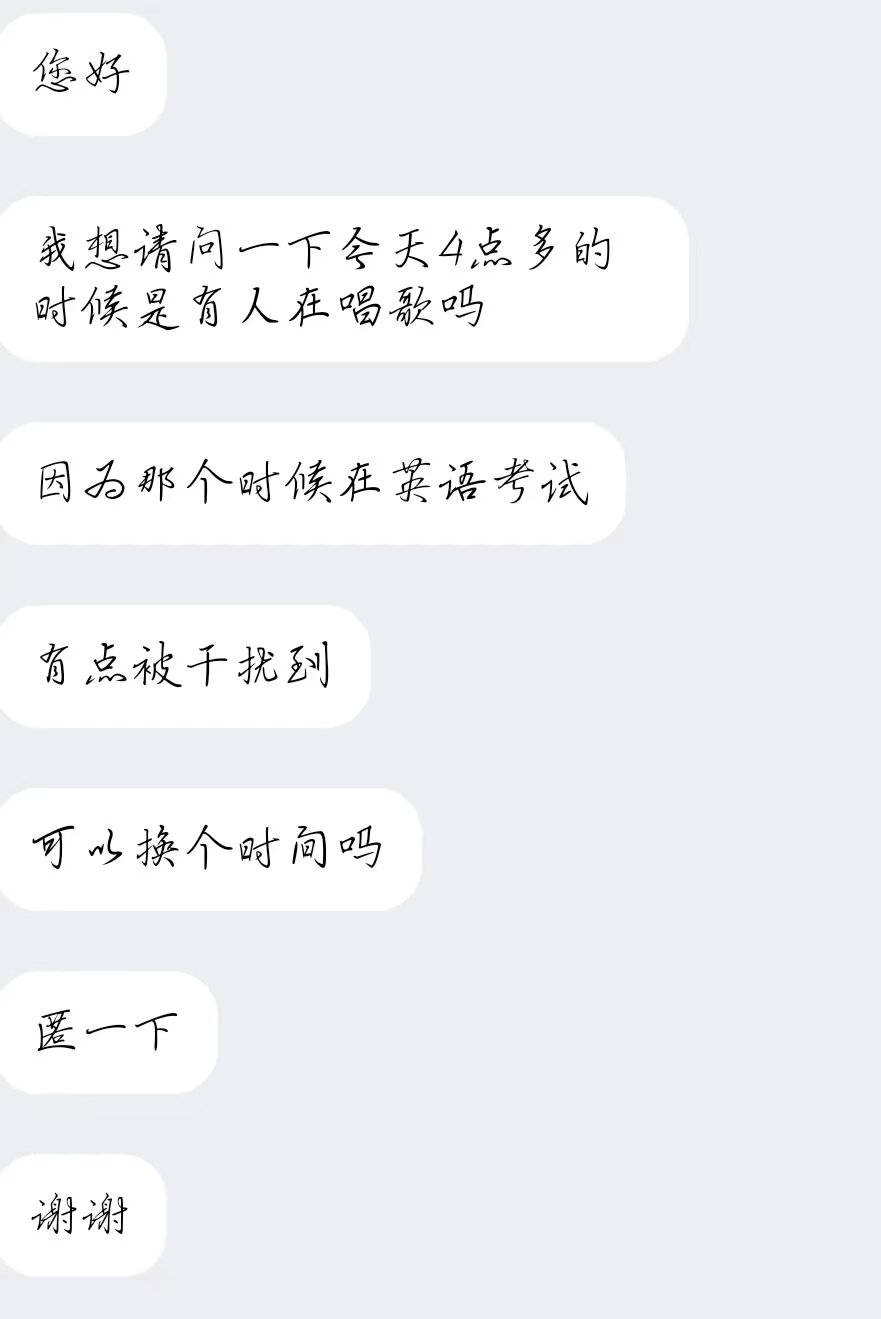 您好
我想请问一下今天4点多的
时候是有人在唱歌吗
因为那个时候在英语考试
有点被干扰到
可以换个时间吗
匿一下
谢谢